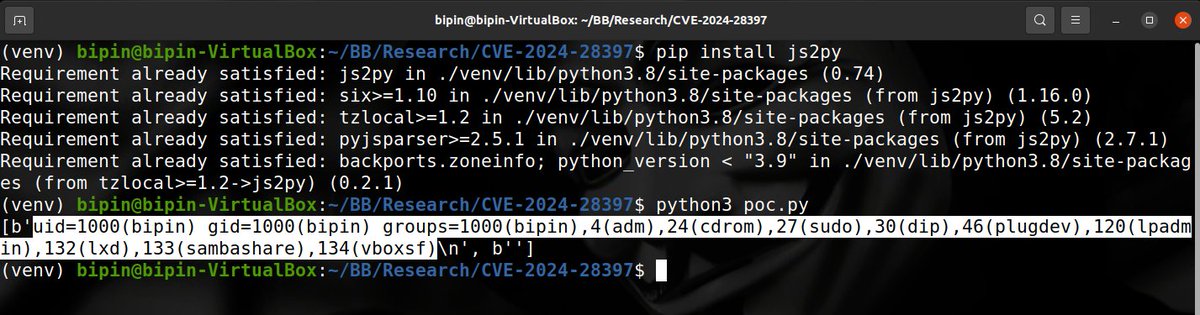 bipin@bipin-VirtualBox: ~/BB/Research/CVE-2024-28397
(venv) bipin@bipin-VirtualBox:~/BB/Research/CVE-2024-28397$ pip install js2py
Requirement already satisfied: js2py in ./venv/lib/python3.8/site-packages (0.74)
Requirement already satisfied: six>=1.10 in ./venv/lib/python3.8/site-packages (from js2py) (1.16.0)
Requirement already satisfied: tzlocal>=1.2 in ./venv/lib/python3.8/site-packages (from js2py) (5.2)
Requirement already satisfied: pyjsparser>=2.5.1 in ./venv/lib/python3.8/site-packages (from js2py) (2.7.1)
Requirement already satisfied: backports.zoneinfo; python_version < "3.9" in ./venv/lib/python3.8/site-packag
es (from tzlocal>=1.2->js2py) (0.2.1)
(venv) bipin@bipin-VirtualBox:~/BB/Research/CVE-2024-28397$ python3 poc.py
[b'uid=1000(bipin) gid=1000(bipin) groups=1000(bipin),4(adm),24(cdrom),27(sudo),30(dip),46(plugdev),120(lpadm
in),132(lxd),133(sambashare),134(vboxsf)\n', b'']
(venv) bipin@bipin-VirtualBox:~/BB/Research/CVE-2024-28397$